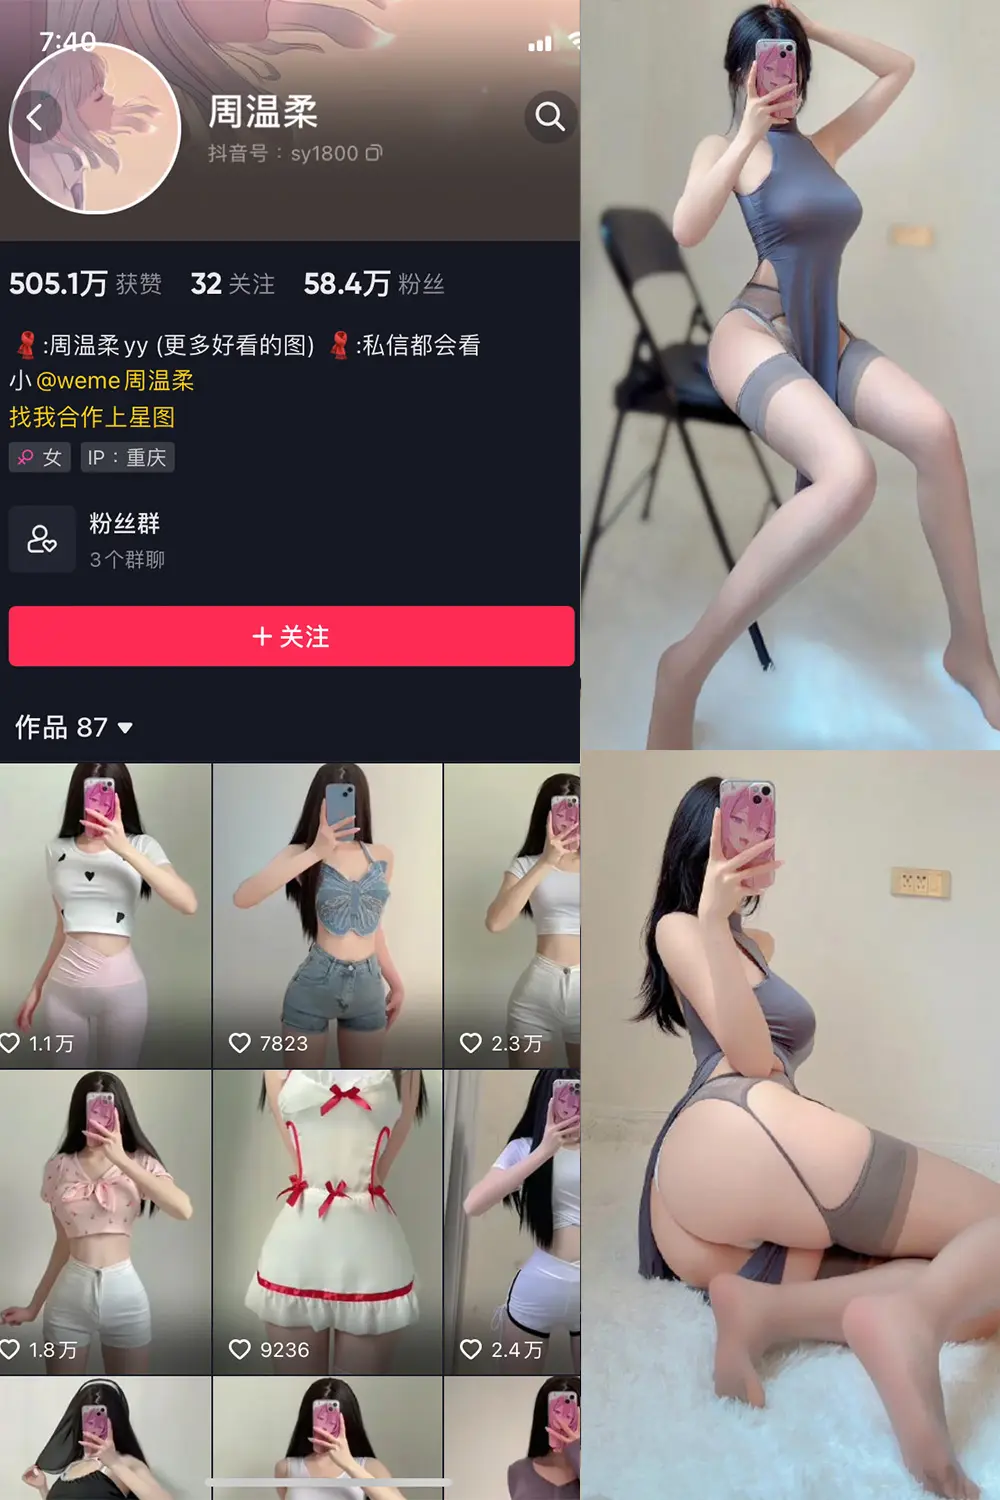 7:40
周温柔
抖音号：sy1800
505.1万 获赞 32 关注 58.4万 粉丝
🧣:周温柔yy (更多好看的图) 🧣:私信都会看
小@weme周温柔
找我合作上星图
女 IP：重庆
粉丝群
3个群聊
+ 关注
作品 87
1.1万 7823 2.3万
1.8万 9236 2.4万